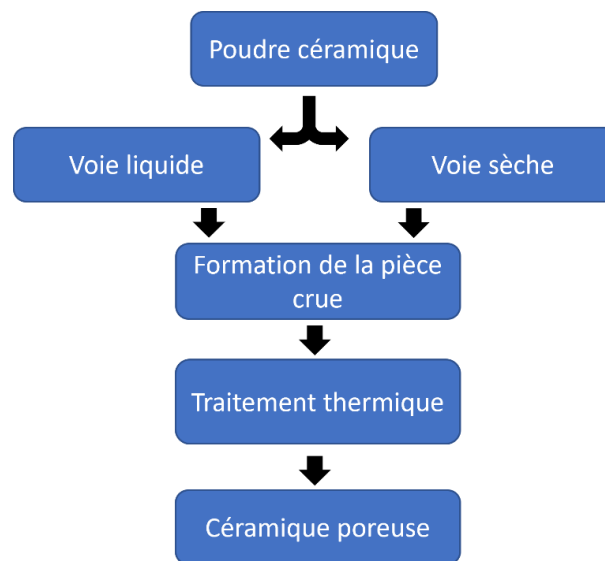 Poudre céramique
Voie liquide
Voie sèche
Formation de la pièce
crue
Traitement thermique
Céramique poreuse